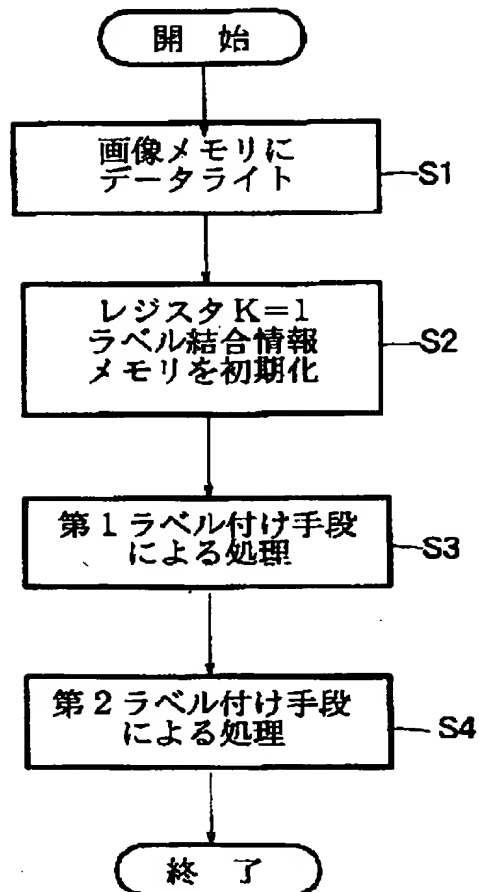 開 始
画像メモリに
データライト
S1
レジスタK=1
ラベル結合情報
メモリを初期化
S2
第1ラベル付け手段
による処理
S3
第2ラベル付け手段
による処理
S4
終 了